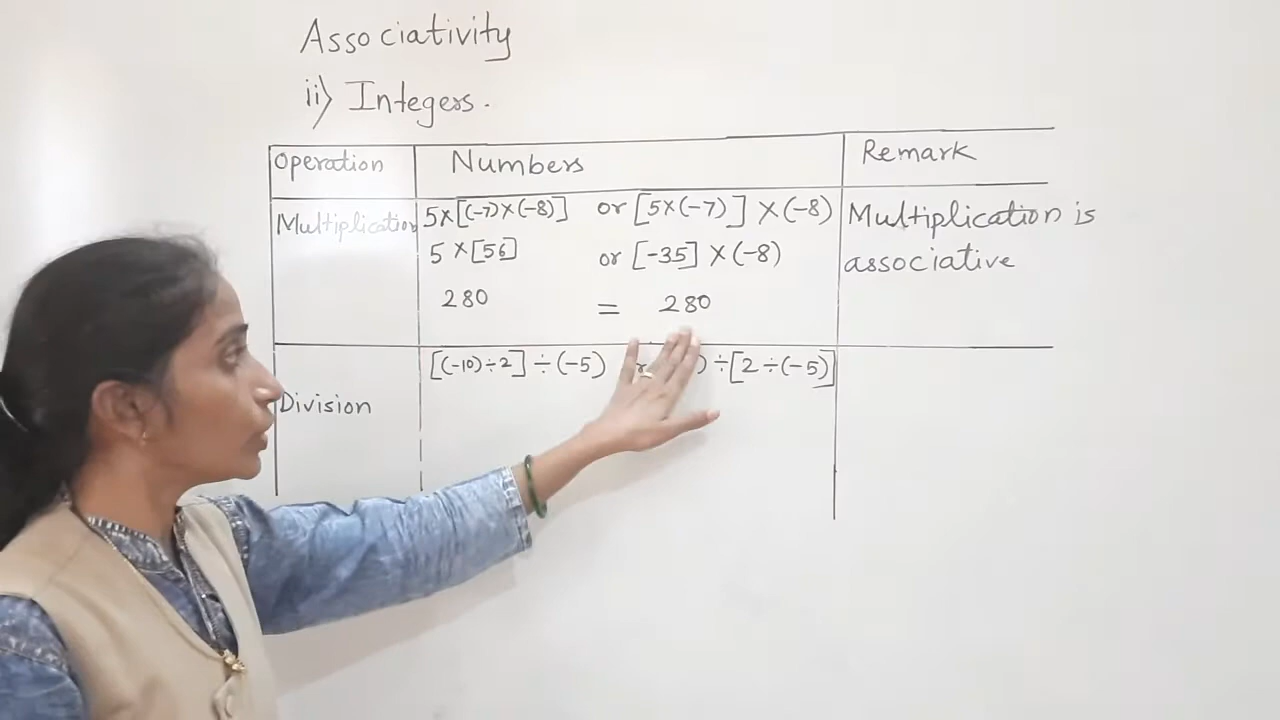 Associativity
ii) Integers.
Operation Numbers Remark
Multiplication 5×[(-7)×(-8)] or [5×(-7)] ×(-8) Multiplication is
5 ×[56] or [-35] ×(-8) associative
280 = 280
[(-10)÷2] ÷(-5) ) ÷[2 ÷(-5)]
Division